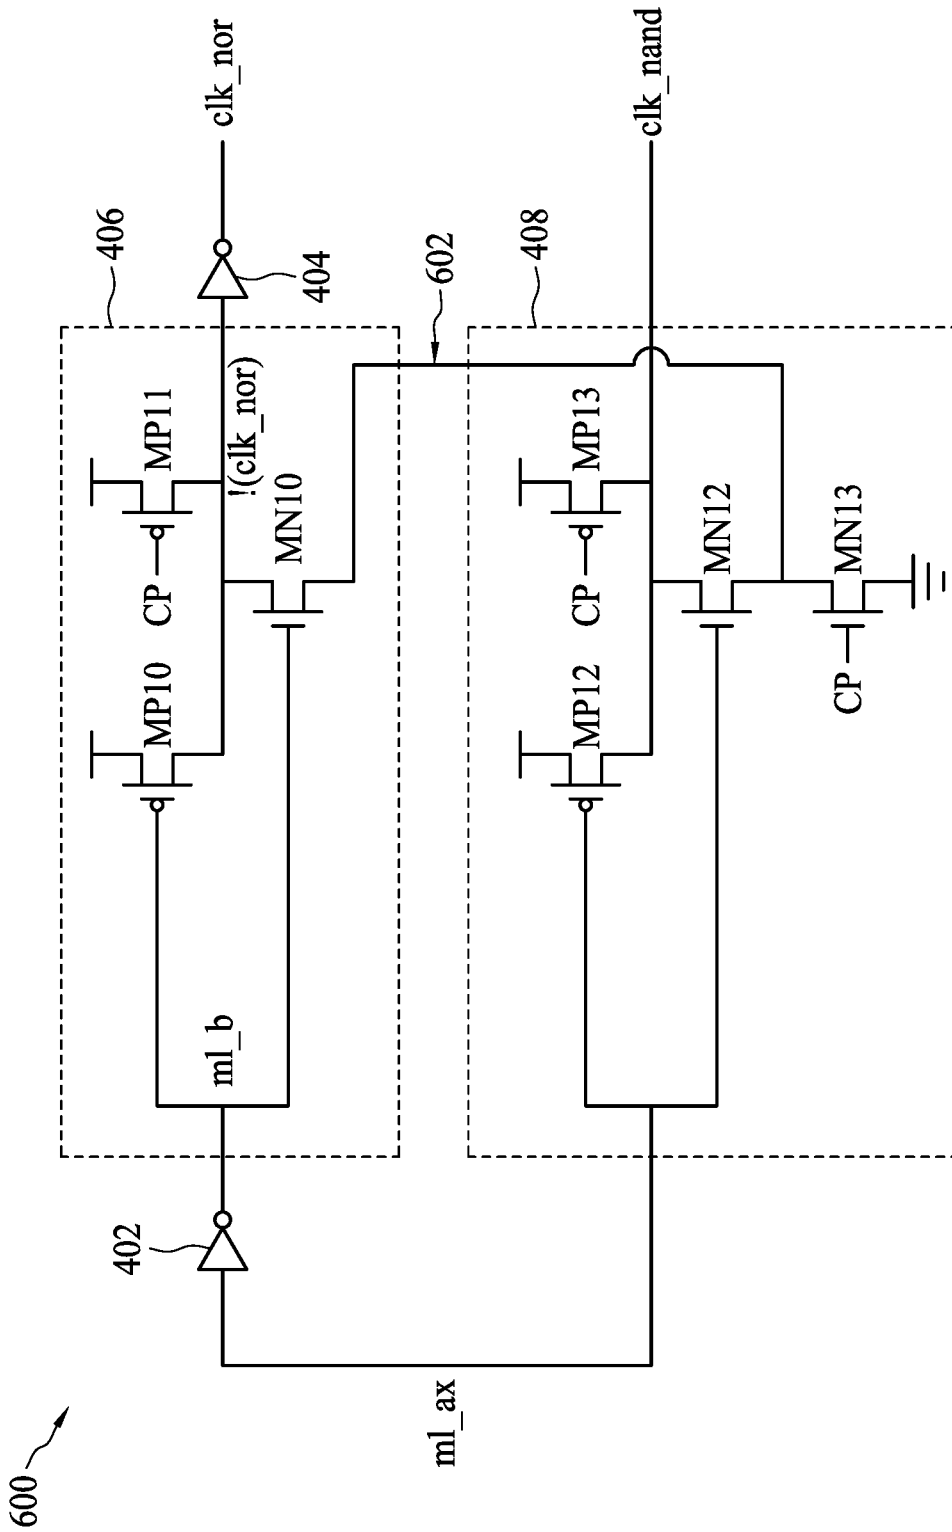 600
406
MP10
MP11
CP
402
ml_b
!(clk_nor)
404
clk_nor
MN10
602
ml_ax
408
MP12
MP13
CP
clk_nand
MN12
MN13
CP